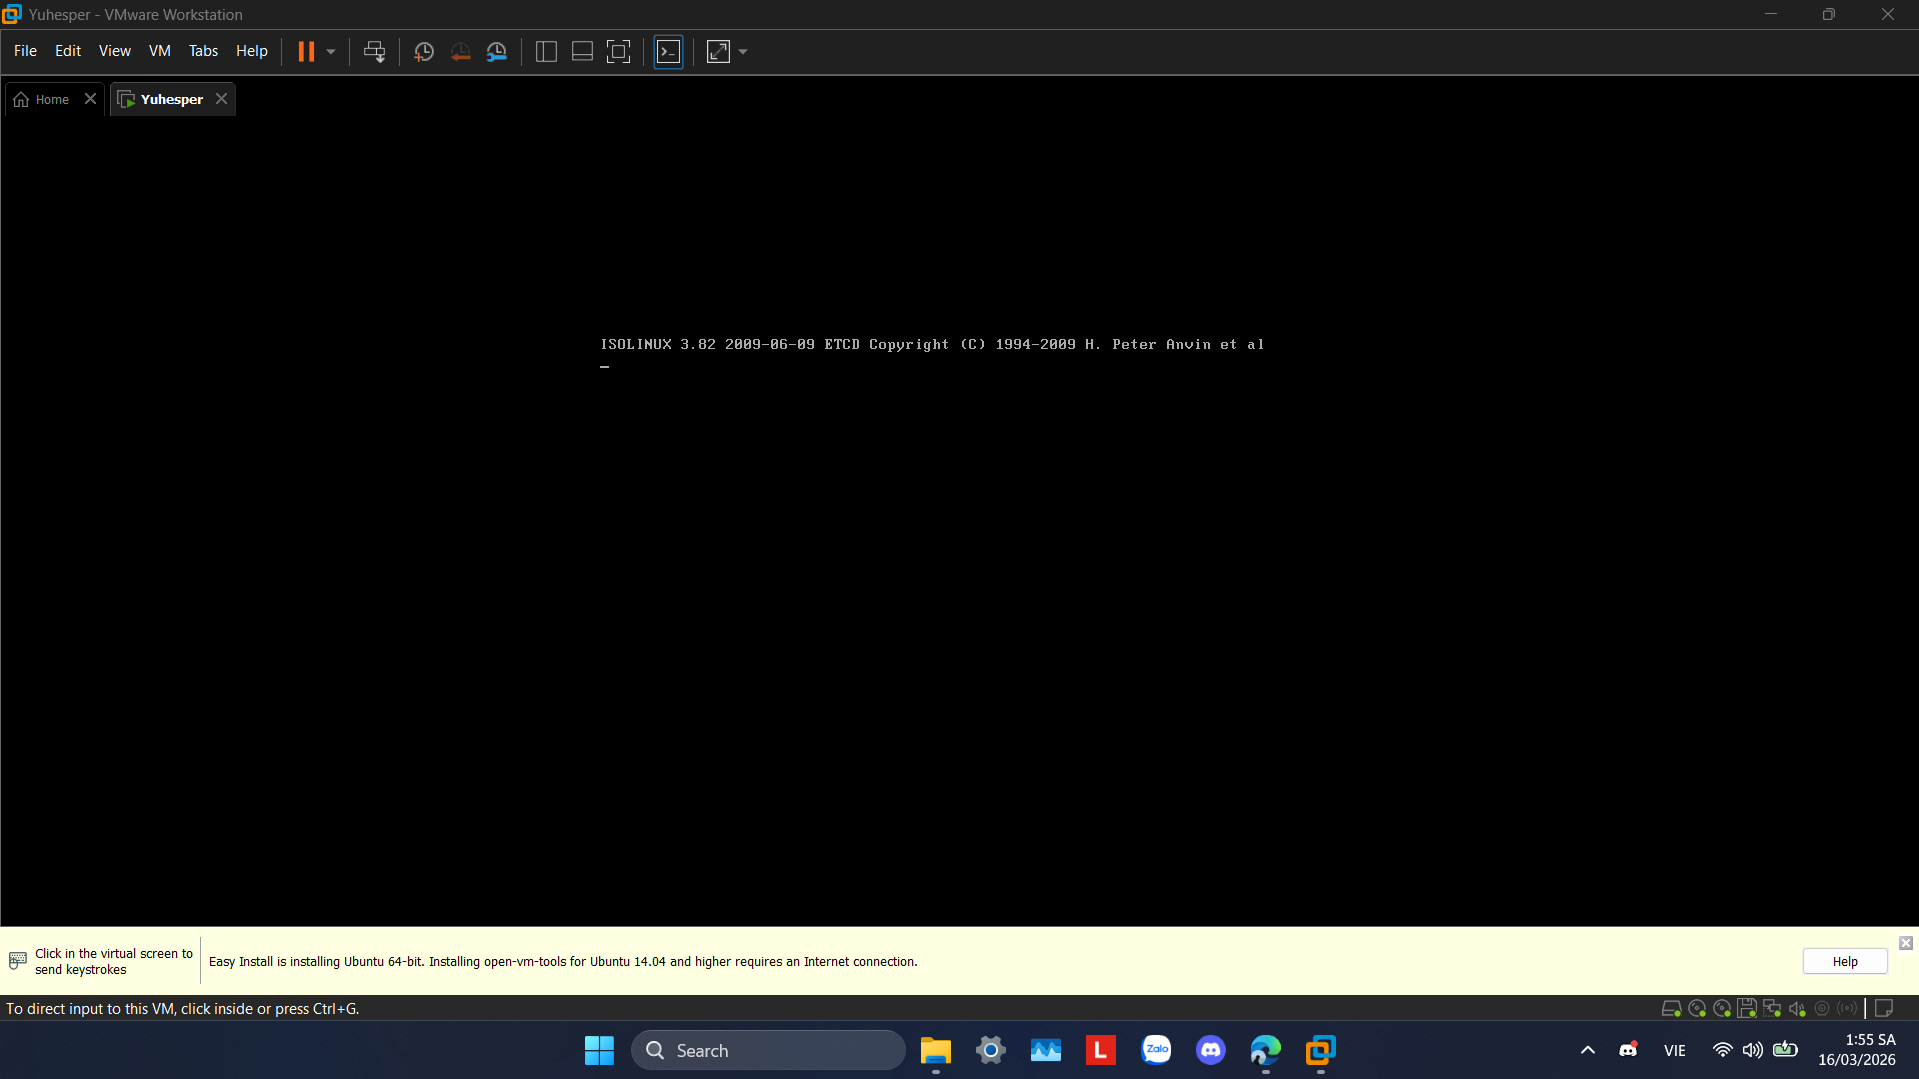 Yuhesper - VMware Workstation
File Edit View VM Tabs Help
Home Yuhesper
ISOLINUX 3.82 2009-06-09 ETCD Copyright (C) 1994-2009 H. Peter Anvin et al
Click in the virtual screen to
send keystrokes
Easy Install is installing Ubuntu 64-bit. Installing open-vm-tools for Ubuntu 14.04 and higher requires an Internet connection.
Help
To direct input to this VM, click inside or press Ctrl+G.
Search
L
Zalo
VIE
1:55 SA
16/03/2026